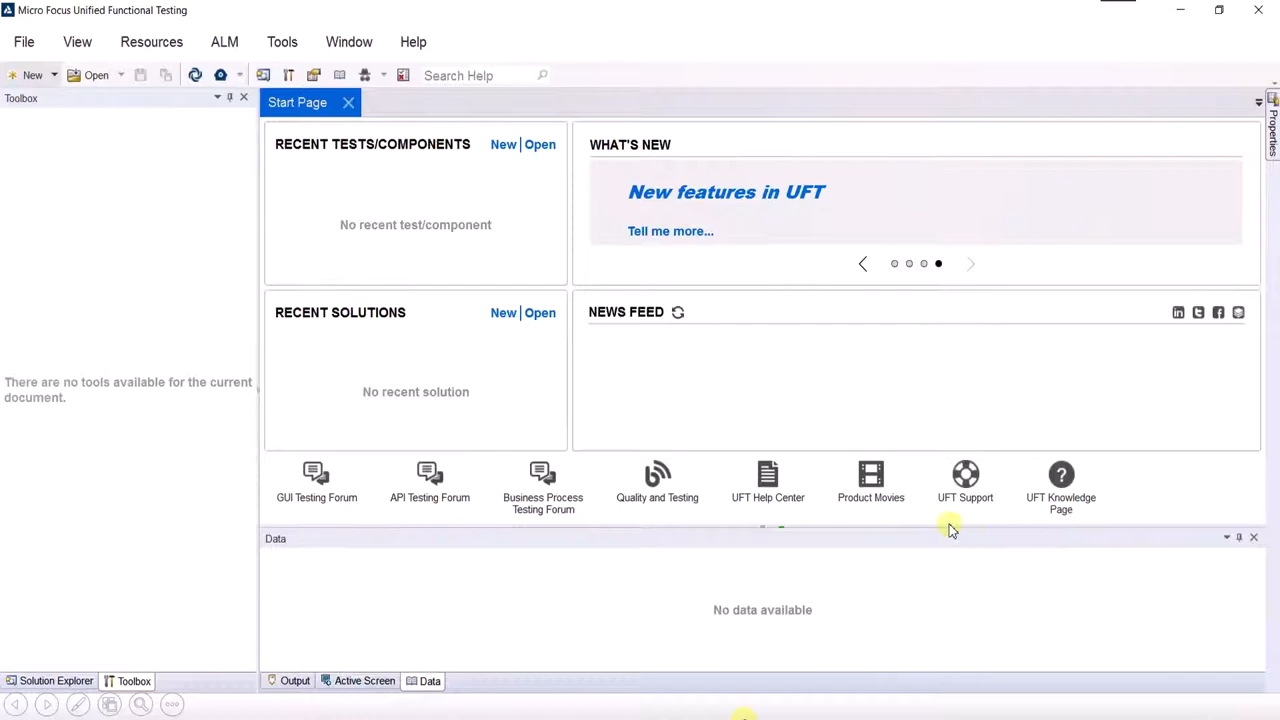 Micro Focus Unified Functional Testing
File View Resources ALM Tools Window Help
New Open Search Help
Toolbox
Start Page
Properties
RECENT TESTS/COMPONENTS New Open
No recent test/component
WHAT'S NEW
New features in UFT
Tell me more...
RECENT SOLUTIONS New Open
No recent solution
NEWS FEED
There are no tools available for the current
document.
GUI Testing Forum
API Testing Forum
Business Process
Testing Forum
Quality and Testing
UFT Help Center
Product Movies
UFT Support
UFT Knowledge
Page
Data
No data available
Solution Explorer Toolbox
Output Active Screen Data